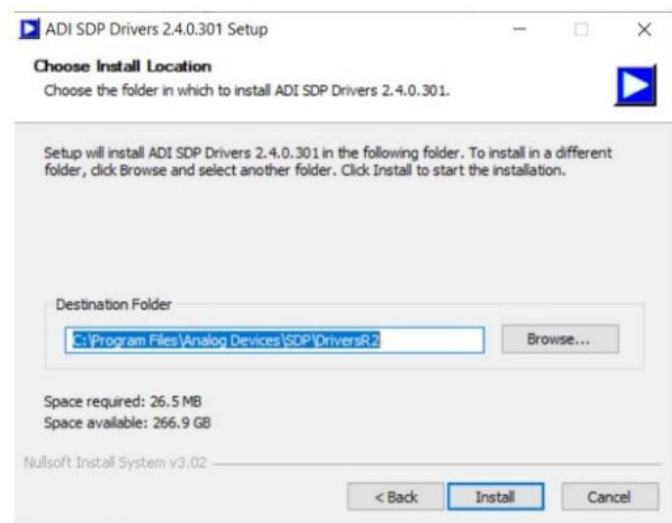 ADI SDP Drivers 2.4.0.301 Setup
Choose Install Location
Choose the folder in which to install ADI SDP Drivers 2.4.0.301.
Setup will install ADI SDP Drivers 2.4.0.301 in the following folder. To install in a different
folder, click Browse and select another folder. Click Install to start the installation.
Destination Folder
C:\Program Files\Analog Devices\SDP\DriversR2
Browse...
Space required: 26.5 MB
Space available: 266.9 GB
Nullsoft Install System v3.02
< Back Install Cancel